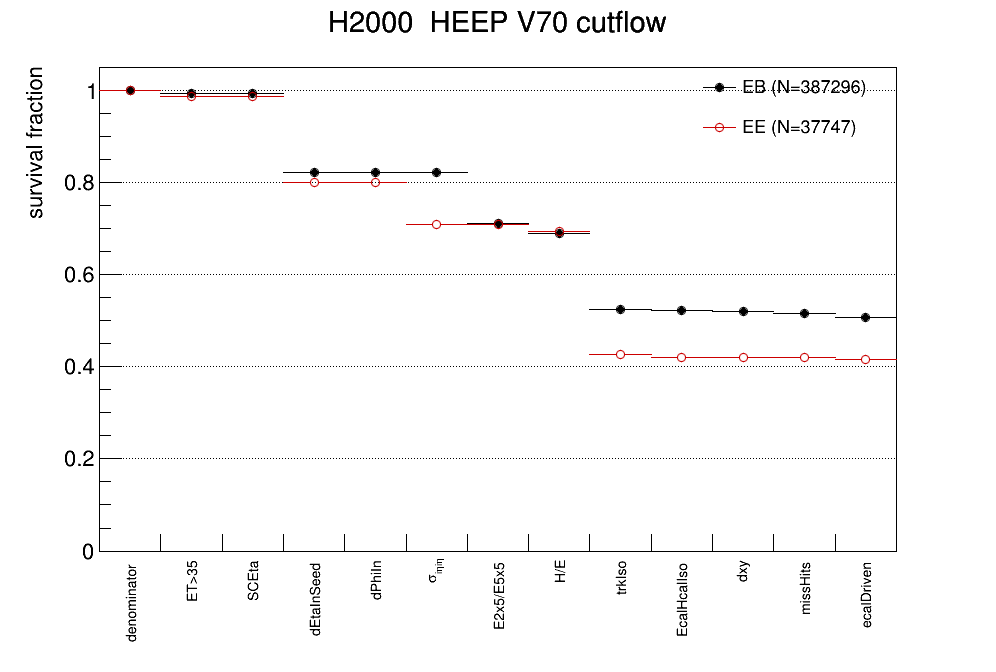 H2000 HEEP V70 cutflow
survival fraction
1
0.8
0.6
0.4
0.2
0
EB (N=387296)
EE (N=37747)
denominator
ET>35
SCEta
dEtaInSeed
dPhiIn
σiηiη
E2x5/E5x5
H/E
trkIso
EcalHcalIso
dxy
missHits
ecalDriven